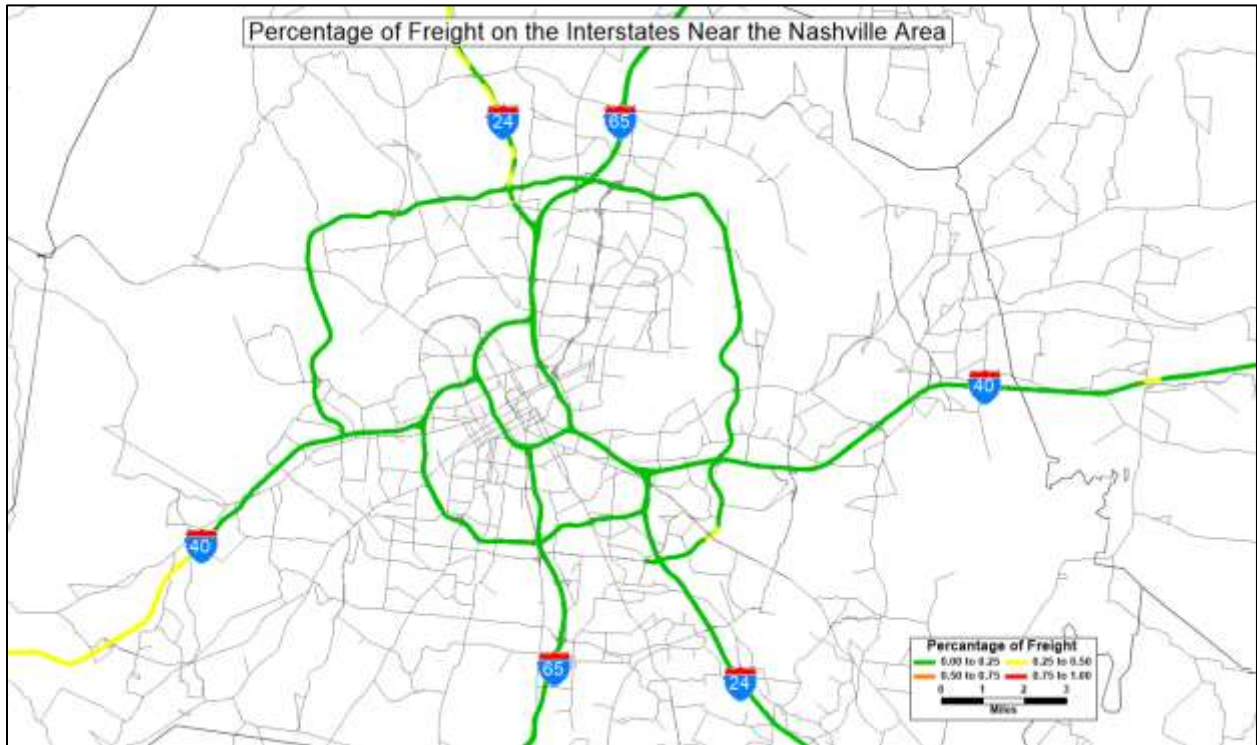 Percentage of Freight on the Interstates Near the Nashville Area
24
65
40
40
65
24
Percantage of Freight
0.00 to 0.25 0.25 to 0.50
0.50 to 0.75 0.75 to 1.00
0 1 2 3
Miles